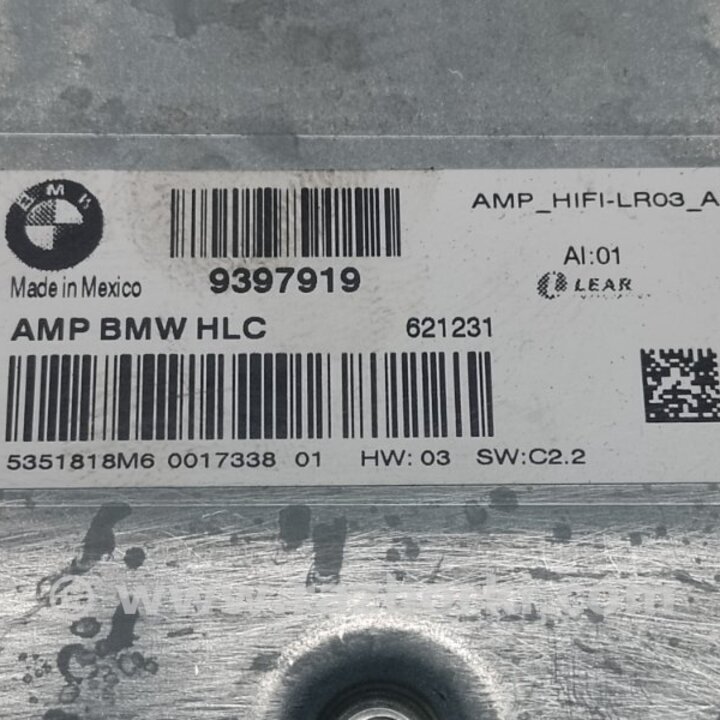 BMW
AMP_HIFI-LR03_A
AI:01
Made in Mexico
9397919
LEAR
AMP BMW HLC
621231
5351818M6 0017338 01 HW: 03 SW:C2.2